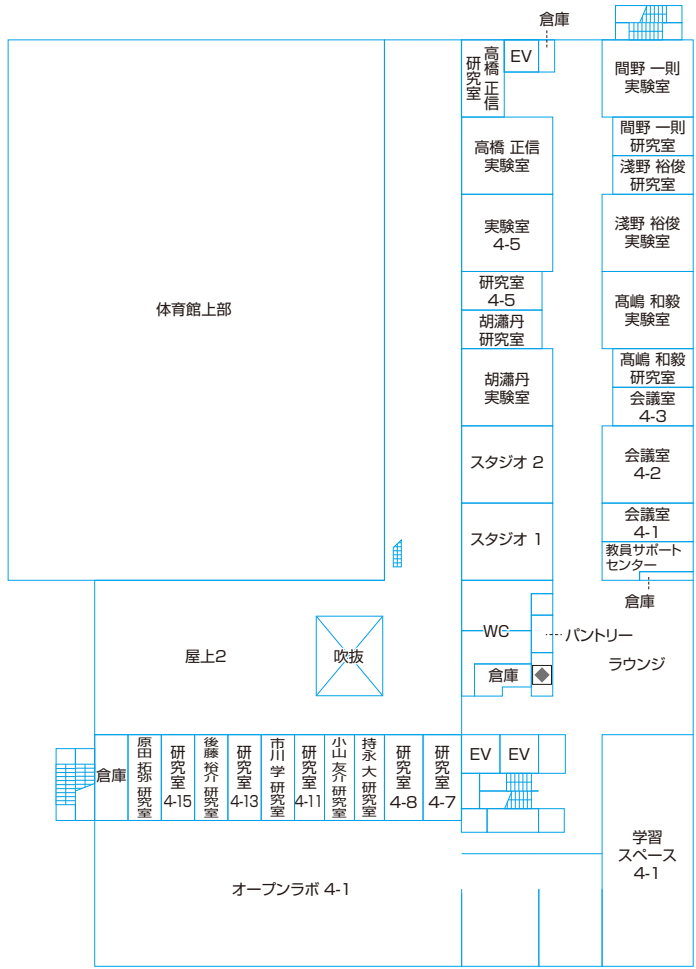 倉庫
高橋 正信
研究室
EV
間野 一則
実験室
間野 一則
研究室
高橋 正信
実験室
淺野 裕俊
研究室
実験室
4-5
淺野 裕俊
実験室
研究室
4-5
体育館上部
髙嶋 和毅
実験室
胡瀟丹
研究室
髙嶋 和毅
研究室
胡瀟丹
実験室
会議室
4-3
スタジオ 2
会議室
4-2
会議室
4-1
スタジオ 1
教員サポート
センター
倉庫
WC
パントリー
屋上2
吹抜
ラウンジ
倉庫
倉庫
原田 拓弥 研究室
研究室
4-15
後藤 裕介 研究室
研究室
4-13
市川 学 研究室
研究室
4-11
小山 友介 研究室
持永 大 研究室
研究室
4-8
研究室
4-7
EV
EV
学習
スペース
4-1
オープンラボ 4-1